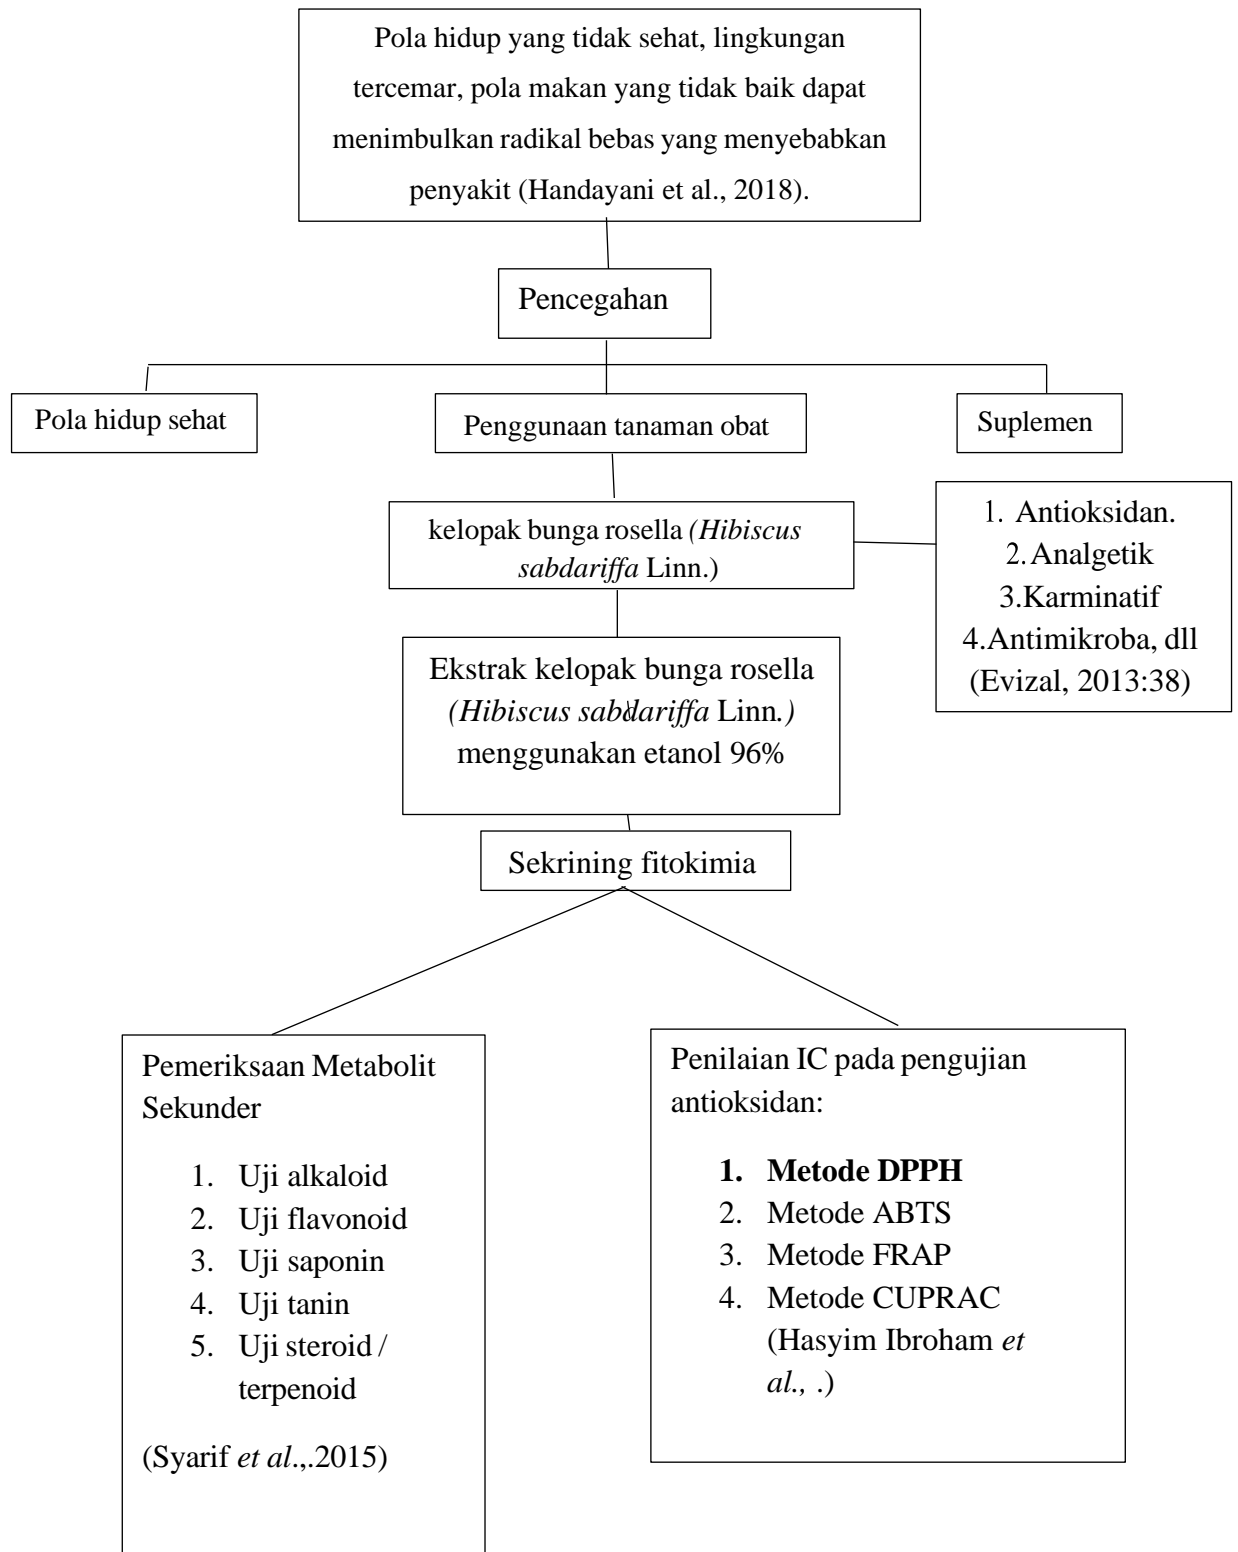 Pola hidup yang tidak sehat, lingkungan
tercemar, pola makan yang tidak baik dapat
menimbulkan radikal bebas yang menyebabkan
penyakit (Handayani et al., 2018).
Pencegahan
Pola hidup sehat
Penggunaan tanaman obat
Suplemen
kelopak bunga rosella (Hibiscus
sabdariffa Linn.)
1. Antioksidan.
2.Analgetik
3.Karminatif
4.Antimikroba, dll
(Evizal, 2013:38)
Ekstrak kelopak bunga rosella
(Hibiscus sabdariffa Linn.)
menggunakan etanol 96%
Sekrining fitokimia
Pemeriksaan Metabolit
Sekunder
1. Uji alkaloid
2. Uji flavonoid
3. Uji saponin
4. Uji tanin
5. Uji steroid /
terpenoid
(Syarif et al.,.2015)
Penilaian IC pada pengujian
antioksidan:
1. Metode DPPH
2. Metode ABTS
3. Metode FRAP
4. Metode CUPRAC
(Hasyim Ibroham et
al., .)